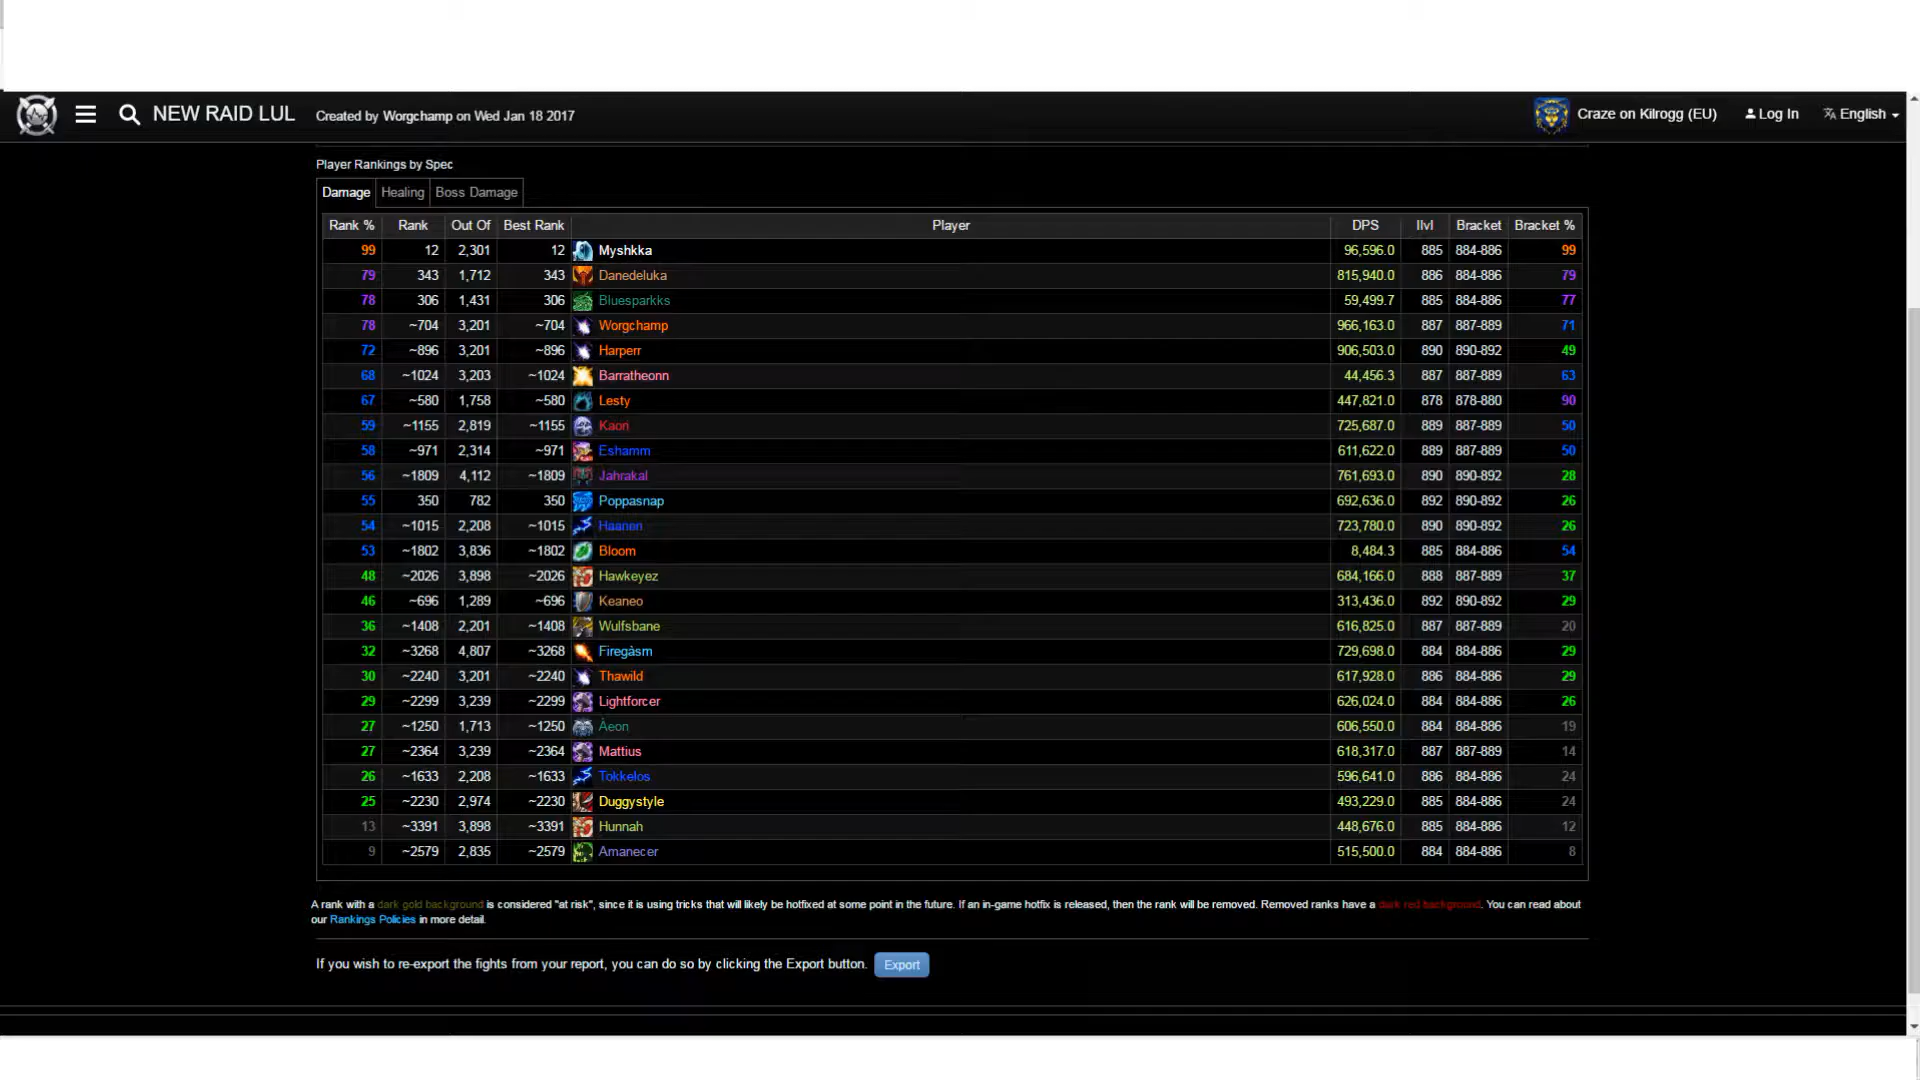 NEW RAID LUL Created by Worgchamp on Wed Jan 18 2017 Craze on Kilrogg (EU) Log In English
Player Rankings by Spec
Damage Healing Boss Damage
Rank % Rank Out Of Best Rank Player DPS Ilvl Bracket Bracket %
99 12 2,301 12 Myshkka 96,596.0 885 884-886 99
79 343 1,712 343 Danedeluka 815,940.0 886 884-886 79
78 306 1,431 306 Bluesparkks 59,499.7 885 884-886 77
78 ~704 3,201 ~704 Worgchamp 966,163.0 887 887-889 71
72 ~896 3,201 ~896 Harperr 906,503.0 890 890-892 49
68 ~1024 3,203 ~1024 Barratheonn 44,456.3 887 887-889 63
67 ~580 1,758 ~580 Lesty 447,821.0 878 878-880 90
59 ~1155 2,819 ~1155 Kaori 725,687.0 889 887-889 50
58 ~971 2,314 ~971 Eshamm 611,622.0 889 887-889 50
56 ~1809 4,112 ~1809 Jahrakal 761,693.0 890 890-892 28
55 350 782 350 Poppasnap 692,636.0 892 890-892 26
54 ~1015 2,208 ~1015 723,780.0 890 890-892 26
53 ~1802 3,836 ~1802 Bloom 8,484.3 885 884-886 54
48 ~2026 3,898 ~2026 Hawkeyez 684,166.0 888 887-889 37
46 ~696 1,289 ~696 Keaneo 313,436.0 892 890-892 29
36 ~1408 2,201 ~1408 Wulfsbane 616,825.0 887 887-889 20
32 ~3268 4,807 ~3268 Firegàsm 729,698.0 884 884-886 29
30 ~2240 3,201 ~2240 Thawild 617,928.0 886 884-886 29
29 ~2299 3,239 ~2299 Lightforcer 626,024.0 884 884-886 26
27 ~1250 1,713 ~1250 Àeon 606,550.0 884 884-886 19
27 ~2364 3,239 ~2364 Mattius 618,317.0 887 887-889 14
26 ~1633 2,208 ~1633 Tokkelos 596,641.0 886 884-886 24
25 ~2230 2,974 ~2230 Duggystyle 493,229.0 885 884-886 24
13 ~3391 3,898 ~3391 Hunnah 448,676.0 885 884-886 12
9 ~2579 2,835 ~2579 Amanecer 515,500.0 884 884-886 8
A rank with a dark gold background is considered "at risk", since it is using tricks that will likely be hotfixed at some point in the future. If an in-game hotfix is released, then the rank will be removed. Removed ranks have a dark red background. You can read about
our Rankings Policies in more detail.
If you wish to re-export the fights from your report, you can do so by clicking the Export button. Export